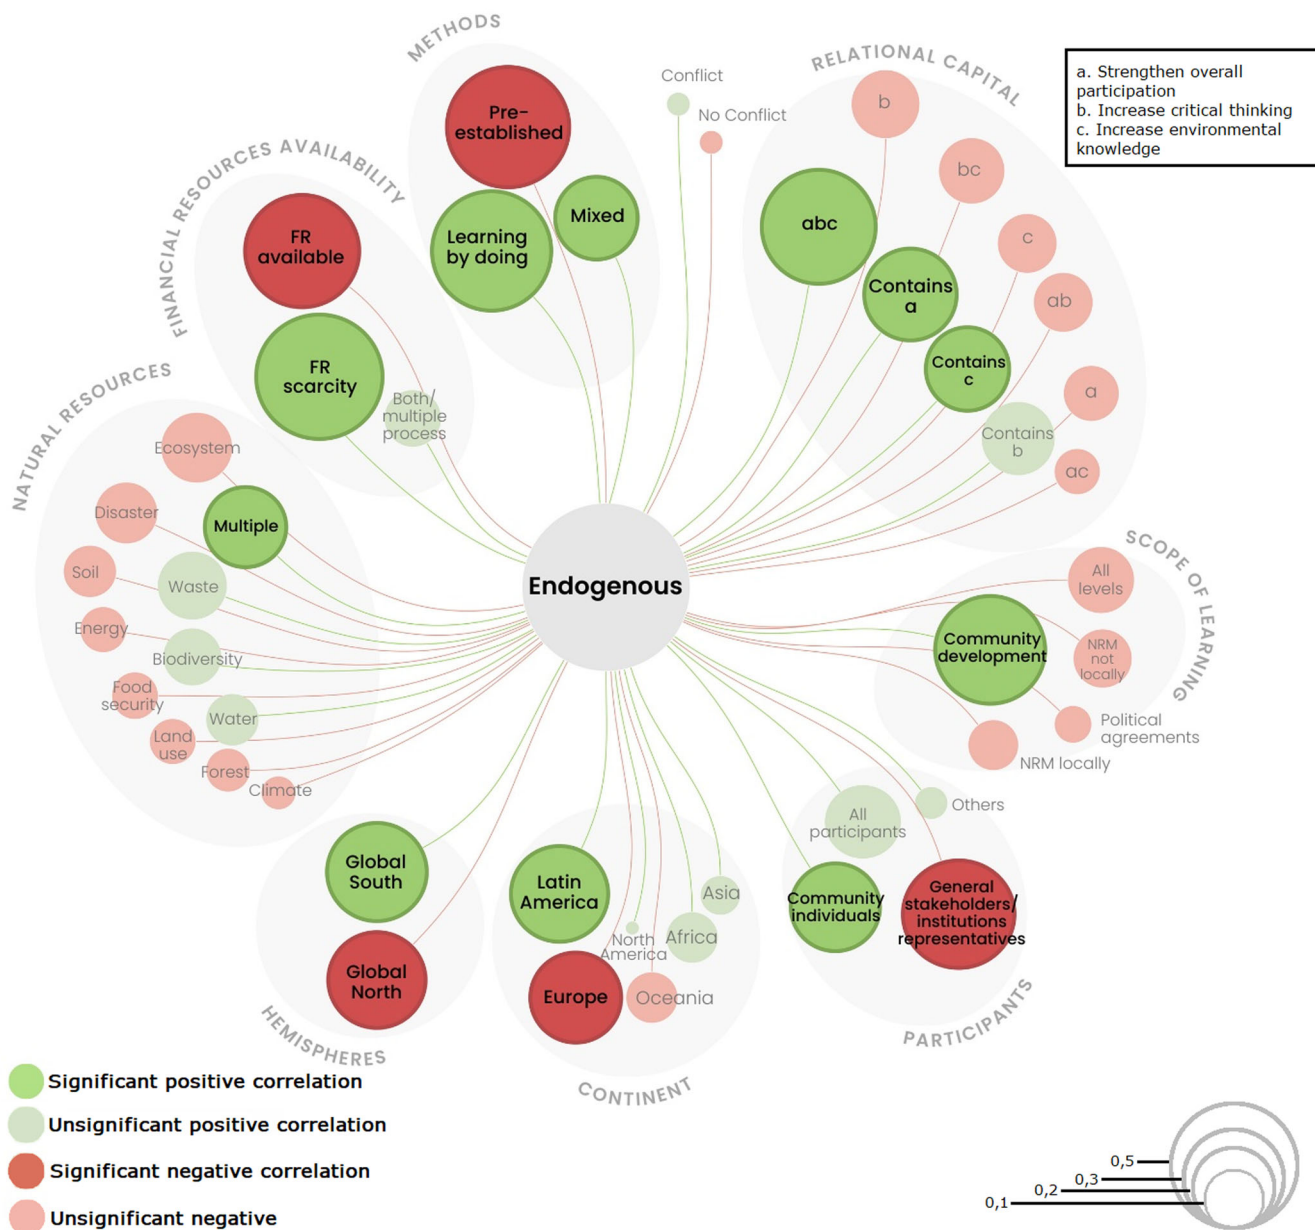 METHODS
Pre-
established
Learning
by doing
Mixed
Conflict
No Conflict
RELATIONAL CAPITAL
b
bc
abc
c
Contains
a
ab
Contains
c
a
Contains
b
ac
a. Strengthen overall
participation
b. Increase critical thinking
c. Increase environmental
knowledge
FINANCIAL RESOURCES AVAILABILITY
FR
available
FR
scarcity
Both/
multiple
process
NATURAL RESOURCES
Ecosystem
Disaster
Multiple
Soil
Waste
Energy
Biodiversity
Food
security
Water
Land
use
Forest
Climate
Endogenous
SCOPE OF LEARNING
All
levels
Community
development
NRM
not
locally
Political
agreements
NRM locally
Others
All
participants
Community
individuals
General
stakeholders/
institutions
representatives
PARTICIPANTS
Global
South
Global
North
HEMISPHERES
Latin
America
Asia
North
America
Africa
Europe
Oceania
CONTINENT
Significant positive correlation
Unsignificant positive correlation
Significant negative correlation
Unsignificant negative
0,5
0,3
0,2
0,1